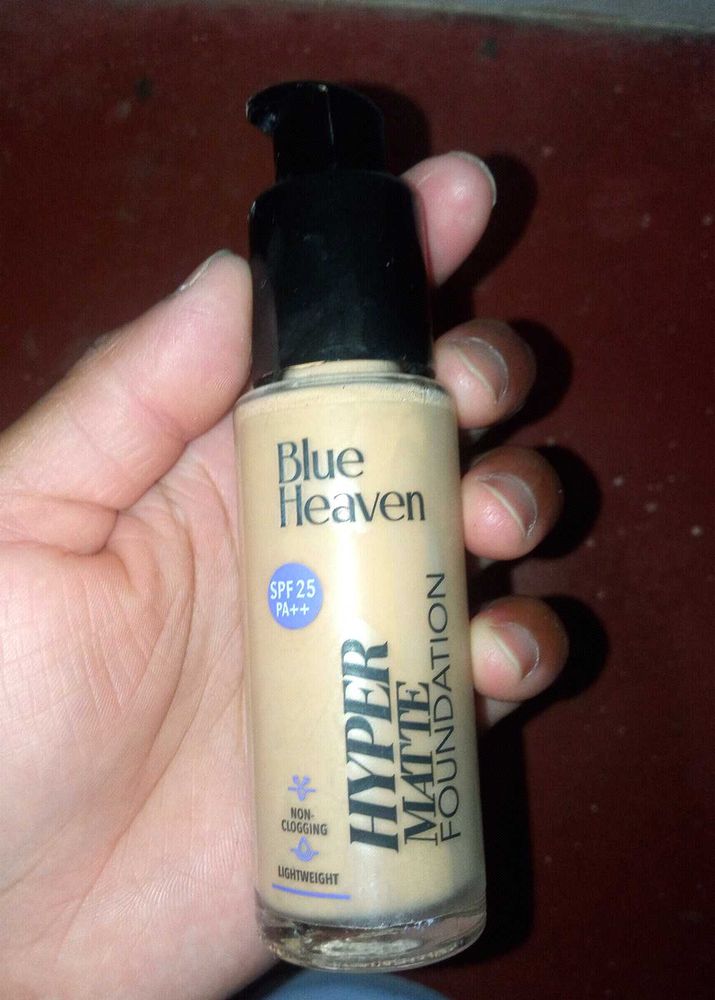 Blue
Heaven
SPF 25
PA++
HYPER
MATTE
FOUNDATION
NON-
CLOGGING
LIGHTWEIGHT